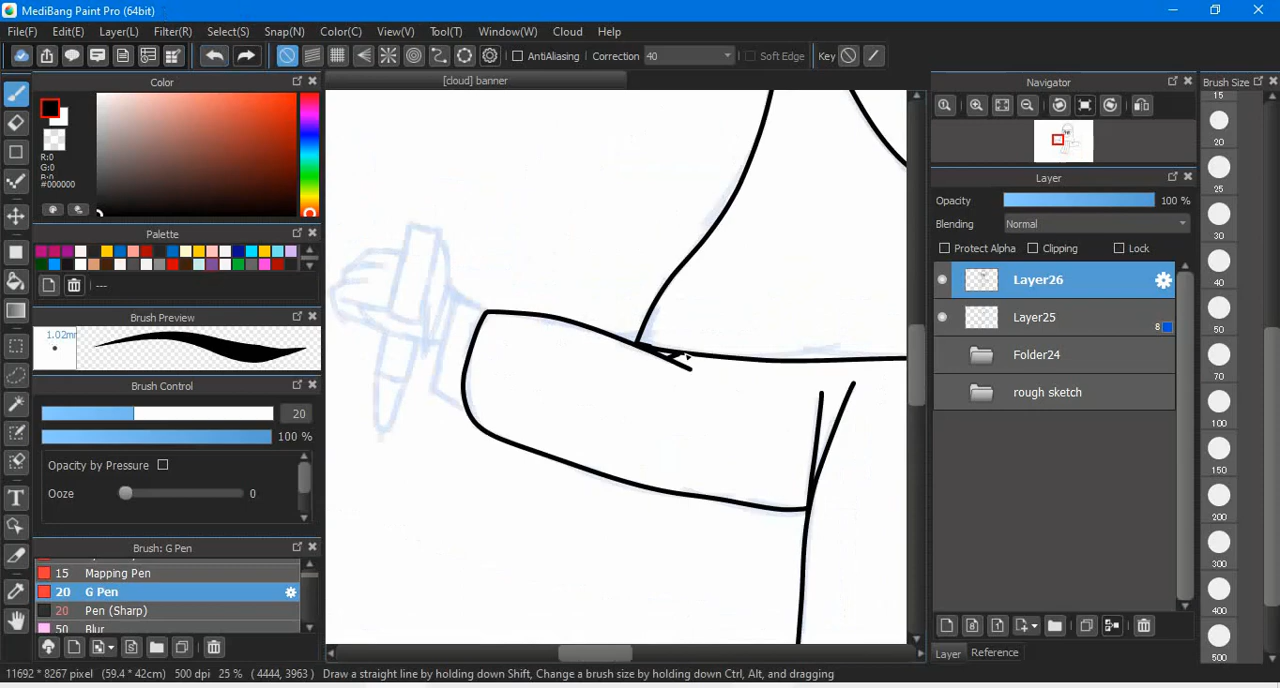 MediBang Paint Pro (64bit)
File(F) Edit(E) Layer(L) Filter(R) Select(S) Snap(N) Color(C) View(V) Tool(T) Window(W) Cloud Help
AntiAliasing Correction 40 Soft Edge Key
Color
R:0
G:0
B:0
#000000
Palette
---
Brush Preview
1.02mm
Brush Control
20
100 %
Opacity by Pressure
Ooze 0
Brush: G Pen
15 Mapping Pen
20 G Pen
20 Pen (Sharp)
50 Blur
[cloud] banner
Navigator
Layer
Opacity 100 %
Blending Normal
Protect Alpha Clipping Lock
Layer26
Layer25
8
Folder24
rough sketch
Layer Reference
Brush Size
15
20
25
30
40
50
70
100
150
200
300
400
500
11692 * 8267 pixel (59.4 * 42cm) 500 dpi 25 % ( 4444, 3963 ) Draw a straight line by holding down Shift, Change a brush size by holding down Ctrl, Alt, and dragging